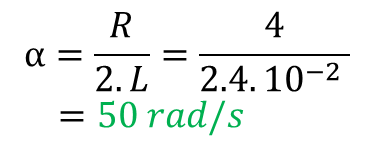 α = R / 2. L = 4 / 2.4. 10⁻²
= 50 rad/s